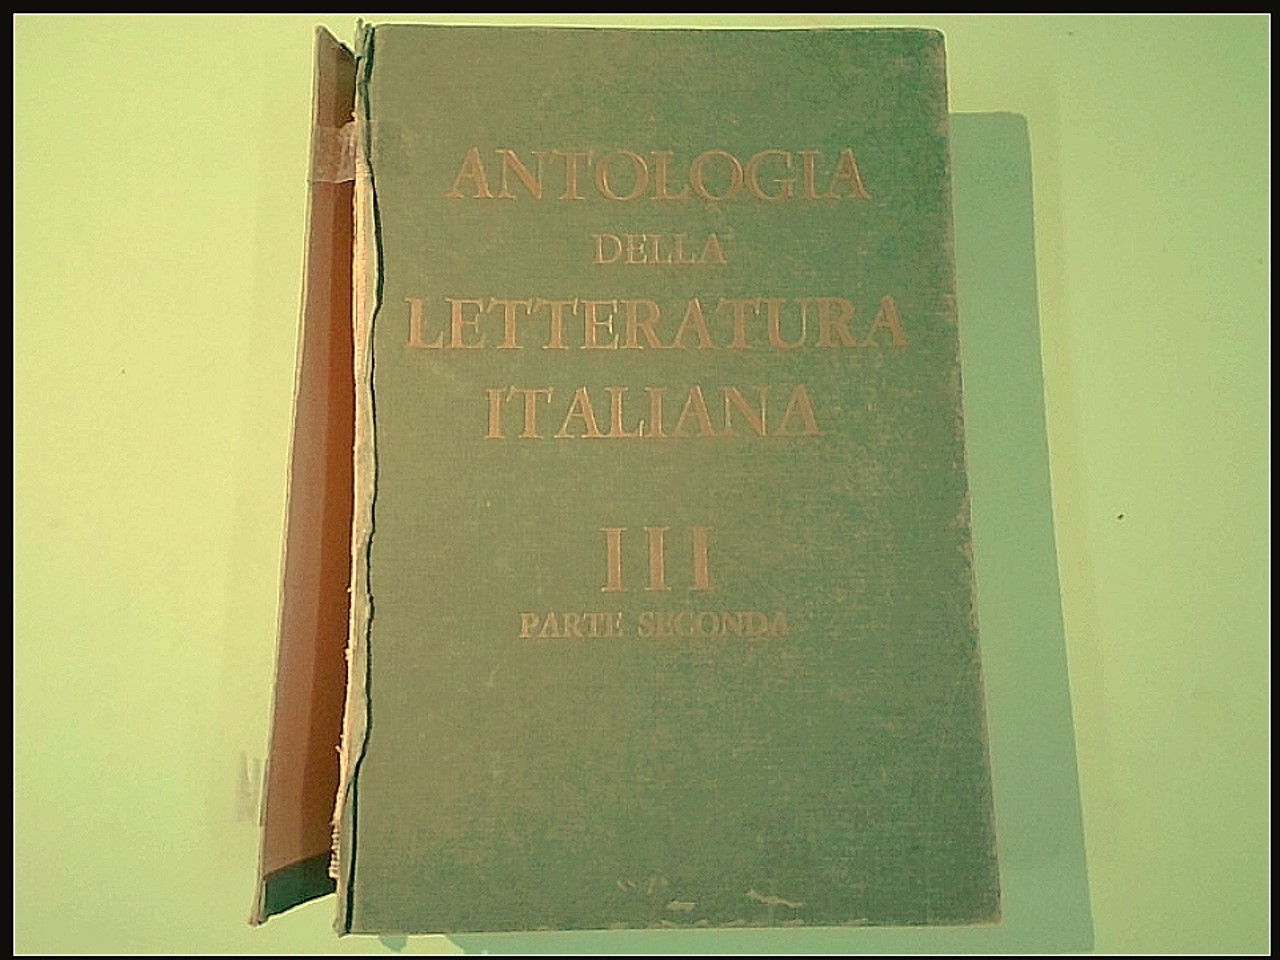 ANTOLOGIA
DELLA
LETTERATURA
ITALIANA
III
PARTE SECONDA